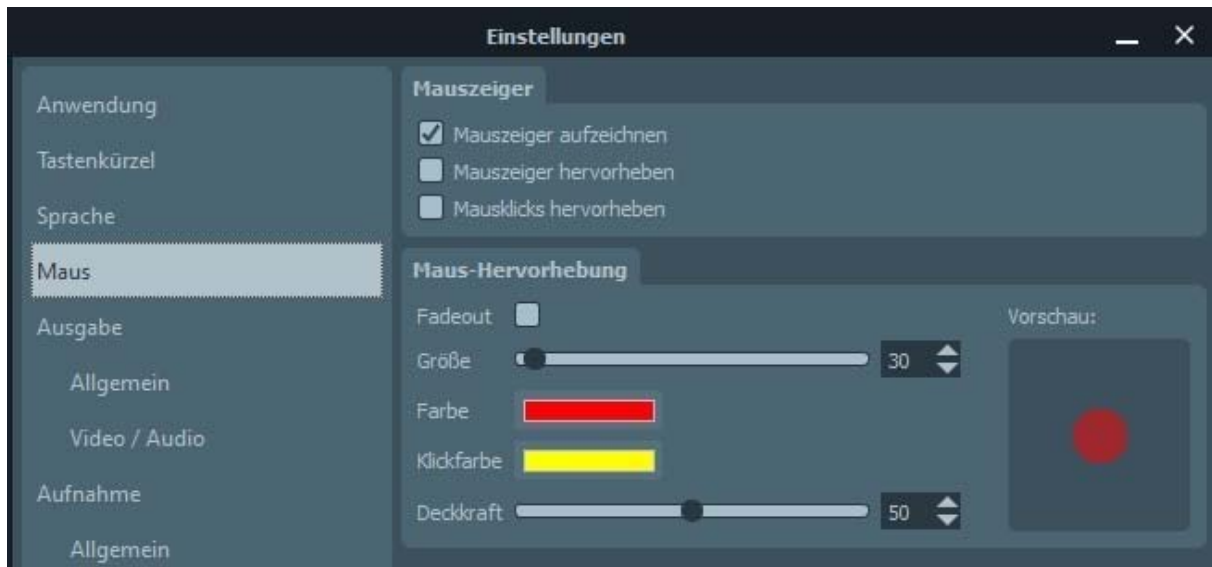 Einstellungen
Anwendung
Tastenkürzel
Sprache
Maus
Ausgabe
Allgemein
Video / Audio
Aufnahme
Allgemein
Mauszeiger
Mauszeiger aufzeichnen
Mauszeiger hervorheben
Mausklicks hervorheben
Maus-Hervorhebung
Fadeout
Größe 30
Farbe
Klickfarbe
Deckkraft 50
Vorschau: